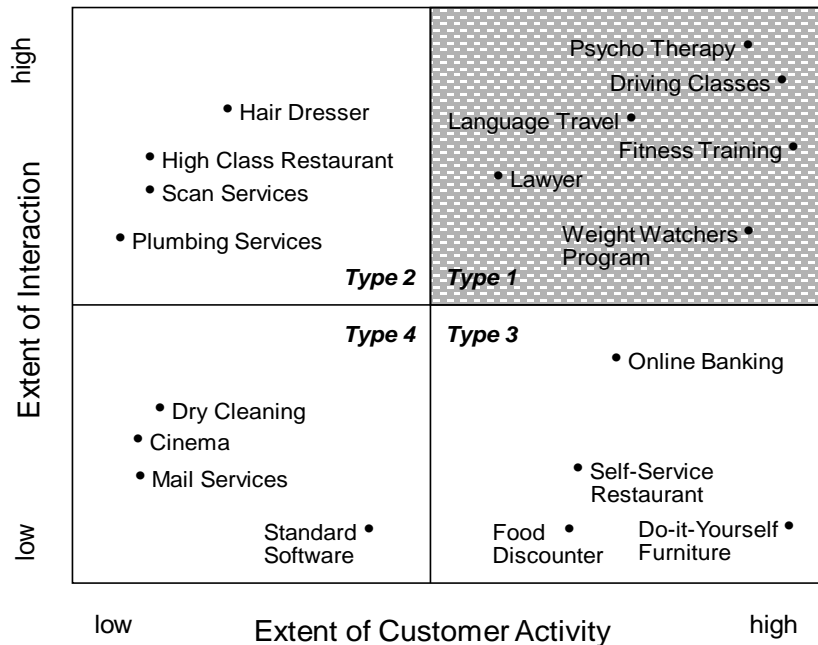 high
Extent of Interaction
low
Hair Dresser
High Class Restaurant
Scan Services
Plumbing Services
Type 2
Psycho Therapy
Driving Classes
Language Travel
Fitness Training
Lawyer
Weight Watchers
Program
Type 1
Type 4
Dry Cleaning
Cinema
Mail Services
Standard
Software
Type 3
Online Banking
Self-Service
Restaurant
Food
Discounter
Do-it-Yourself
Furniture
low
Extent of Customer Activity
high